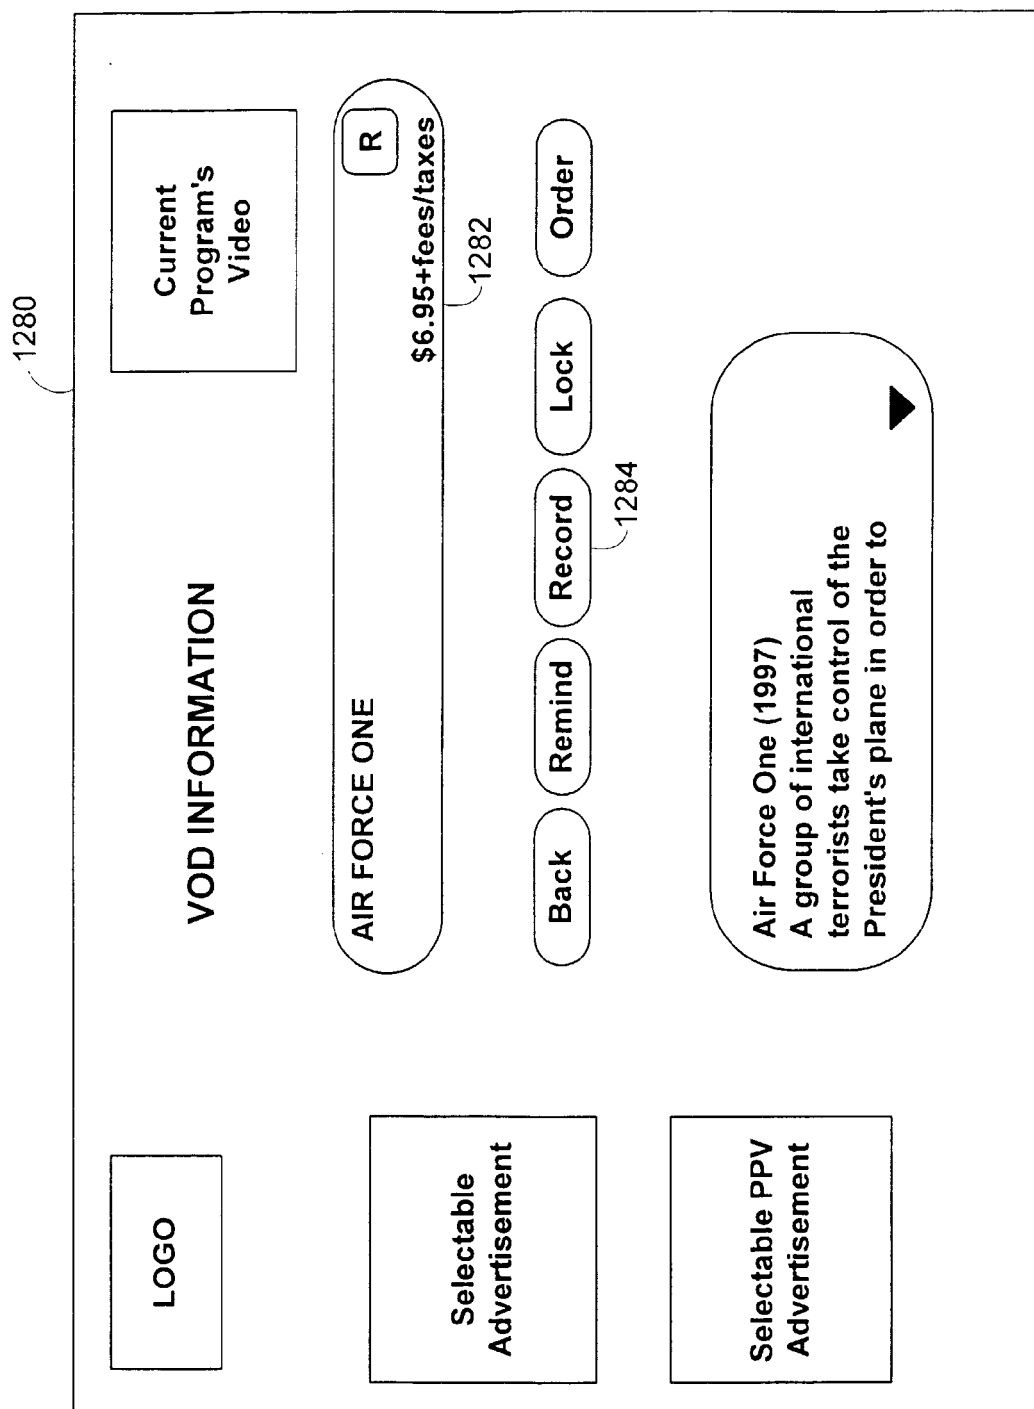 1280
LOGO
VOD INFORMATION
Current
Program's
Video
AIR FORCE ONE
R
$6.95+fees/taxes
1282
Selectable
Advertisement
Back
Remind
Record
Lock
Order
1284
Selectable PPV
Advertisement
Air Force One (1997)
A group of international
terrorists take control of the
President's plane in order to